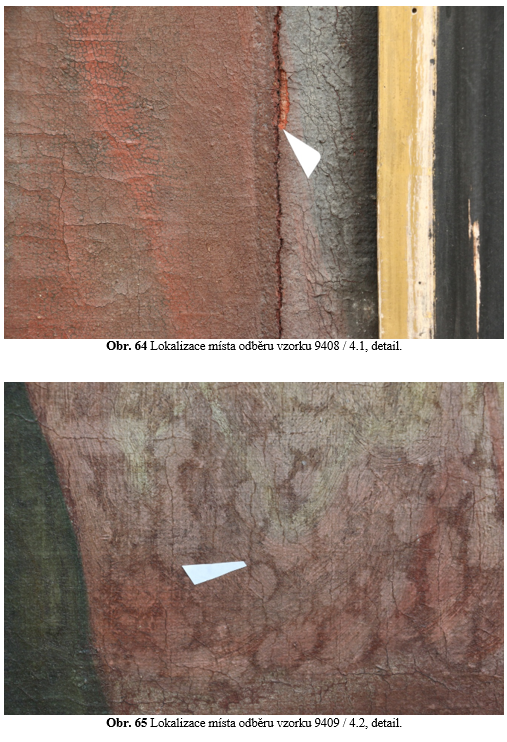 Obr. 64 Lokalizace místa odběru vzorku 9408 / 4.1, detail.
Obr. 65 Lokalizace místa odběru vzorku 9409 / 4.2, detail.